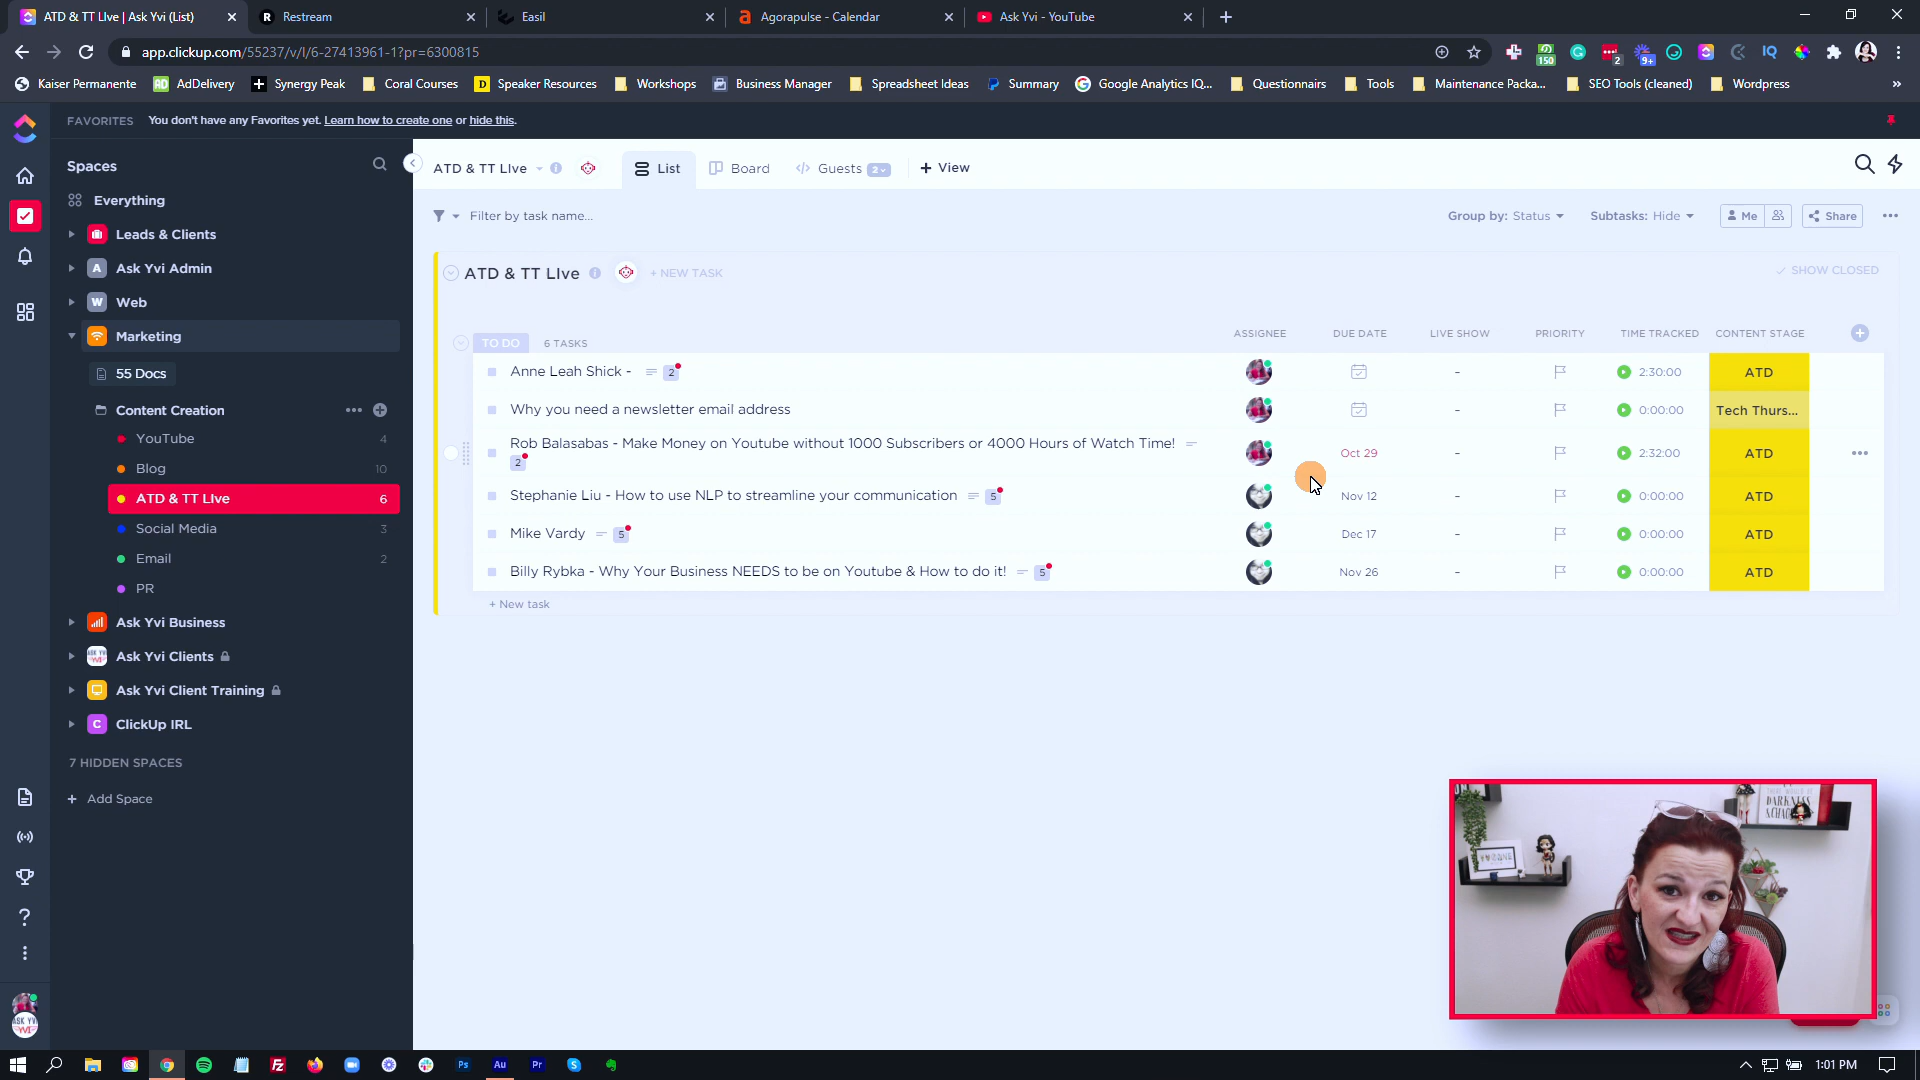 ATD & TT LIve | Ask Yvi (List)
Restream
Easil
Agorapulse - Calendar
Ask Yvi - YouTube
app.clickup.com/55237/v/l/6-27413961-1?pr=6300815
150
2
9+
IQ
Kaiser Permanente
AdDelivery
Synergy Peak
Coral Courses
Speaker Resources
Workshops
Business Manager
Spreadsheet Ideas
Summary
Google Analytics IQ...
Questionnairs
Tools
Maintenance Packa...
SEO Tools (cleaned)
Wordpress
FAVORITES You don't have any Favorites yet. Learn how to create one or hide this.
Spaces
Everything
Leads & Clients
A Ask Yvi Admin
W Web
Marketing
55 Docs
Content Creation
YouTube 4
Blog 10
ATD & TT LIve 6
Social Media 3
Email 2
PR
Ask Yvi Business
Ask Yvi Clients
Ask Yvi Client Training
C ClickUp IRL
7 HIDDEN SPACES
+ Add Space
ATD & TT LIve
List
Board
Guests 2
+ View
Filter by task name...
Group by: Status
Subtasks: Hide
Me
Share
ATD & TT LIve + NEW TASK
SHOW CLOSED
TO DO 6 TASKS ASSIGNEE DUE DATE LIVE SHOW PRIORITY TIME TRACKED CONTENT STAGE
Anne Leah Shick - 2 - 2:30:00 ATD
Why you need a newsletter email address - 0:00:00 Tech Thurs...
Rob Balasabas - Make Money on Youtube without 1000 Subscribers or 4000 Hours of Watch Time!
2 Oct 29 - 2:32:00 ATD
Stephanie Liu - How to use NLP to streamline your communication 5 Nov 12 - 0:00:00 ATD
Mike Vardy 5 Dec 17 - 0:00:00 ATD
Billy Rybka - Why Your Business NEEDS to be on Youtube & How to do it! 5 Nov 26 - 0:00:00 ATD
+ New task
DARKNESS
ASK YVI
Ps
Au
Pr
1:01 PM